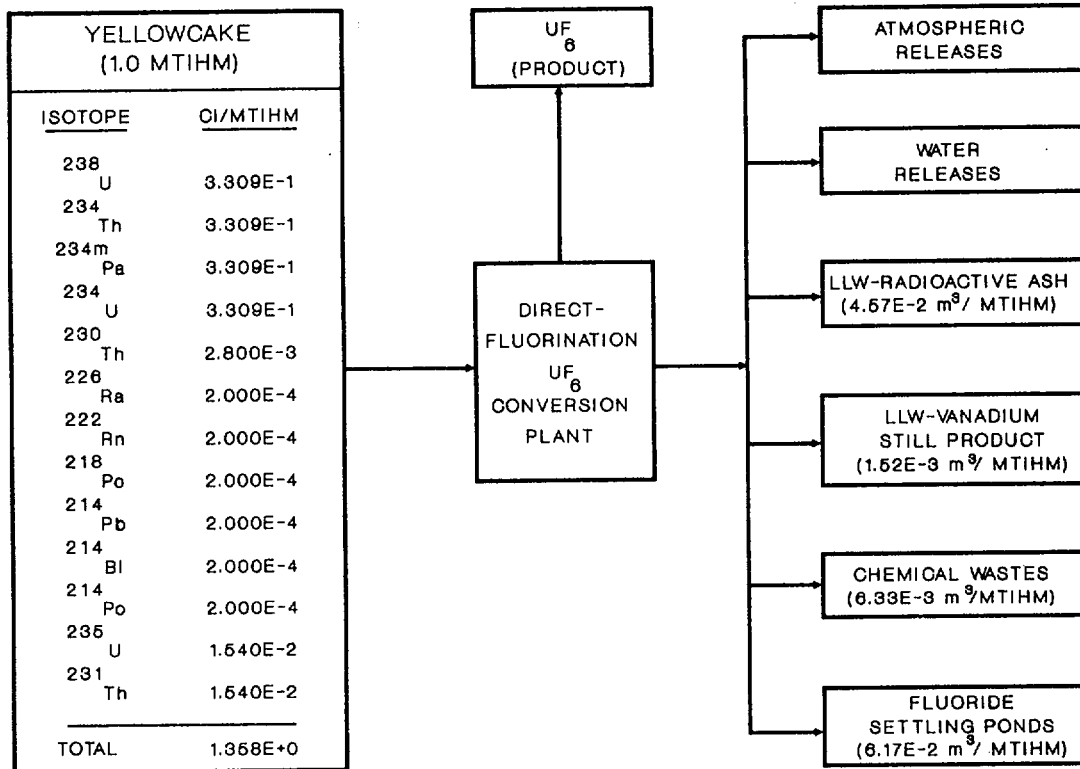 YELLOWCAKE
(1.0 MTIHM)
ISOTOPE CI/MTIHM
238
U 3.309E-1
234
Th 3.309E-1
234m
Pa 3.309E-1
234
U 3.309E-1
230
Th 2.800E-3
226
Ra 2.000E-4
222
Rn 2.000E-4
218
Po 2.000E-4
214
Pb 2.000E-4
214
BI 2.000E-4
214
Po 2.000E-4
235
U 1.540E-2
231
Th 1.540E-2
TOTAL 1.358E+0
UF6
(PRODUCT)
DIRECT-
FLUORINATION
UF6
CONVERSION
PLANT
ATMOSPHERIC
RELEASES
WATER
RELEASES
LLW-RADIOACTIVE ASH
(4.57E-2 m³/ MTIHM)
LLW-VANADIUM
STILL PRODUCT
(1.52E-3 m³/ MTIHM)
CHEMICAL WASTES
(6.33E-3 m³/MTIHM)
FLUORIDE
SETTLING PONDS
(6.17E-2 m³/ MTIHM)